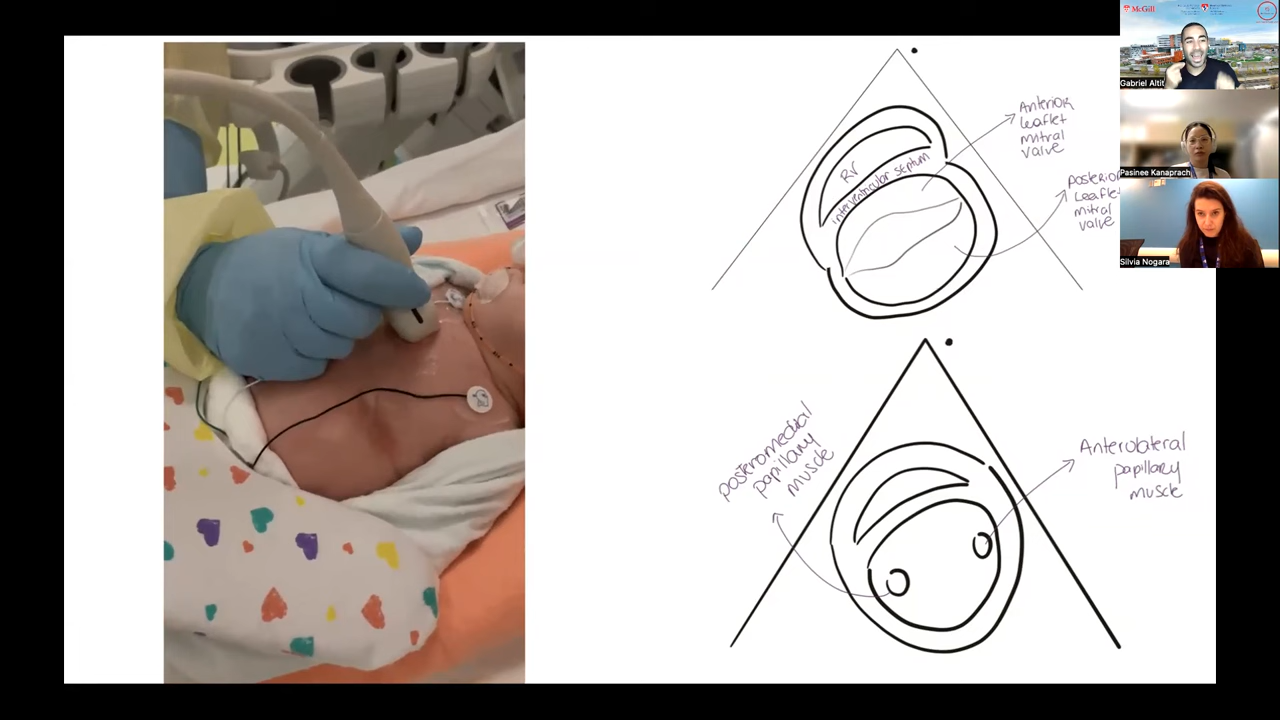 RV
interventricular septum
Anterior
leaflet
mitral
valve
posterior
leaflet
mitral
valve
posteromedial
papillary
muscle
Anterolateral
papillary
muscle
McGill
Gabriel Altit
Pasinee Kanaprach
Silvia Nogara